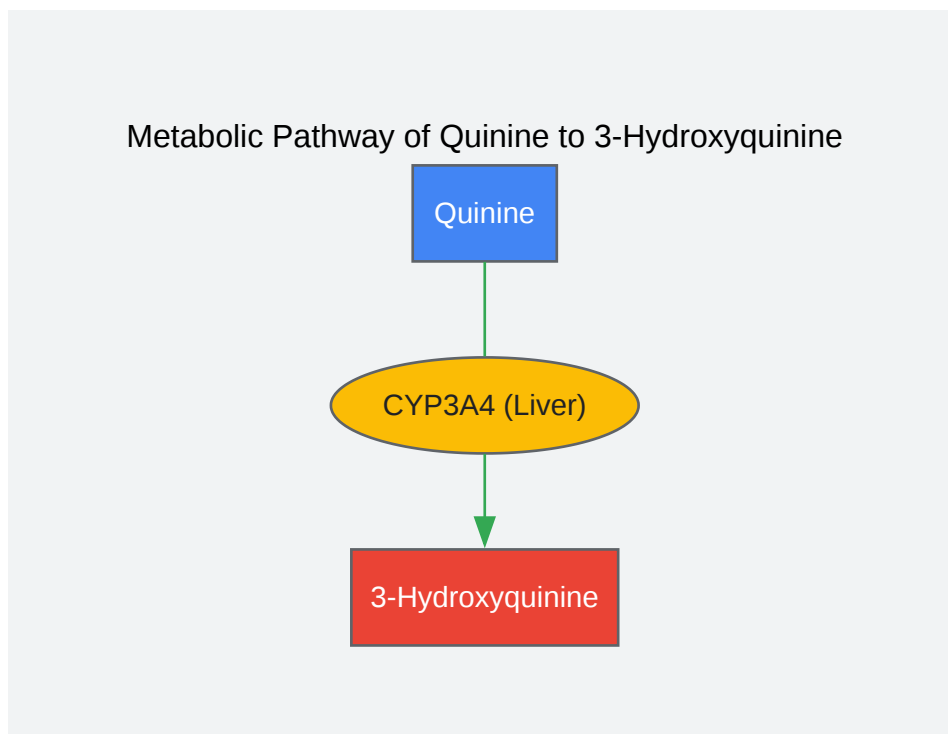 Metabolic Pathway of Quinine to 3-Hydroxyquinine
Quinine
CYP3A4 (Liver)
3-Hydroxyquinine